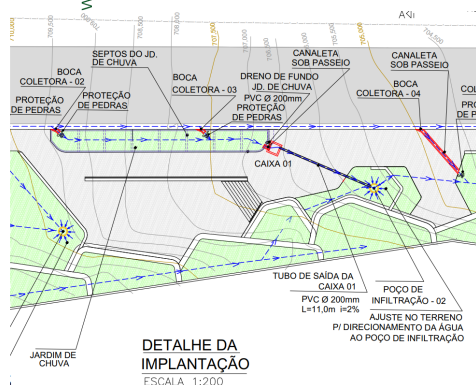 SEPTOS DO JD.
DE CHUVA
BOCA
COLETORA - 02
PROTEÇÃO
DE PEDRAS
PROTEÇÃO
DE PEDRAS
BOCA
COLETORA - 03
DRENO DE FUNDO
JD. DE CHUVA
PVC Ø 200mm
PROTEÇÃO
DE PEDRAS
CANALETA
SOB PASSEIO
CANALETA
SOB PASSEIO
BOCA
COLETORA - 04
CAIXA 01
TUBO DE SAÍDA DA
CAIXA 01
PVC Ø 200mm
L=11,0m i=2%
POÇO DE
INFILTRAÇÃO - 02
AJUSTE NO TERRENO
P/ DIRECIONAMENTO DA ÁGUA
AO POÇO DE INFILTRAÇÃO
JARDIM DE
CHUVA
DETALHE DA
IMPLANTAÇÃO
ESCALA 1:200